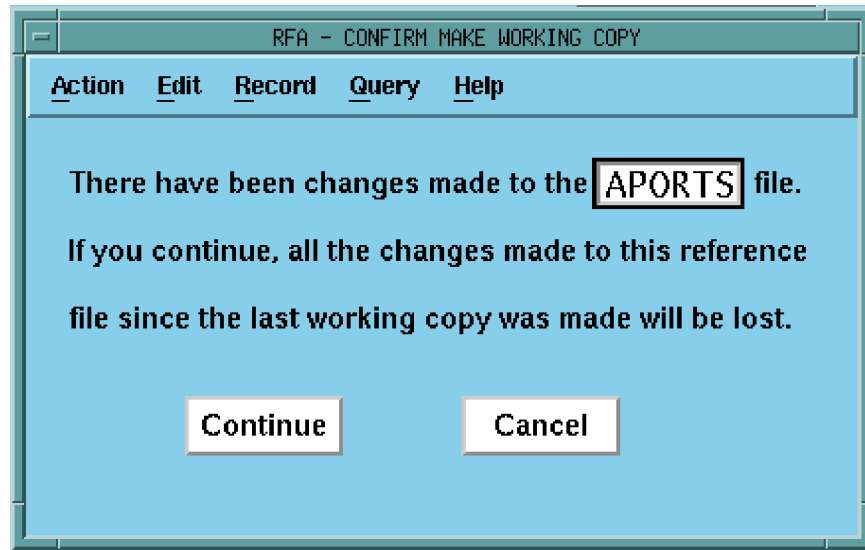 RFA - CONFIRM MAKE WORKING COPY
Action Edit Record Query Help
There have been changes made to the APORTS file.
If you continue, all the changes made to this reference
file since the last working copy was made will be lost.
Continue Cancel